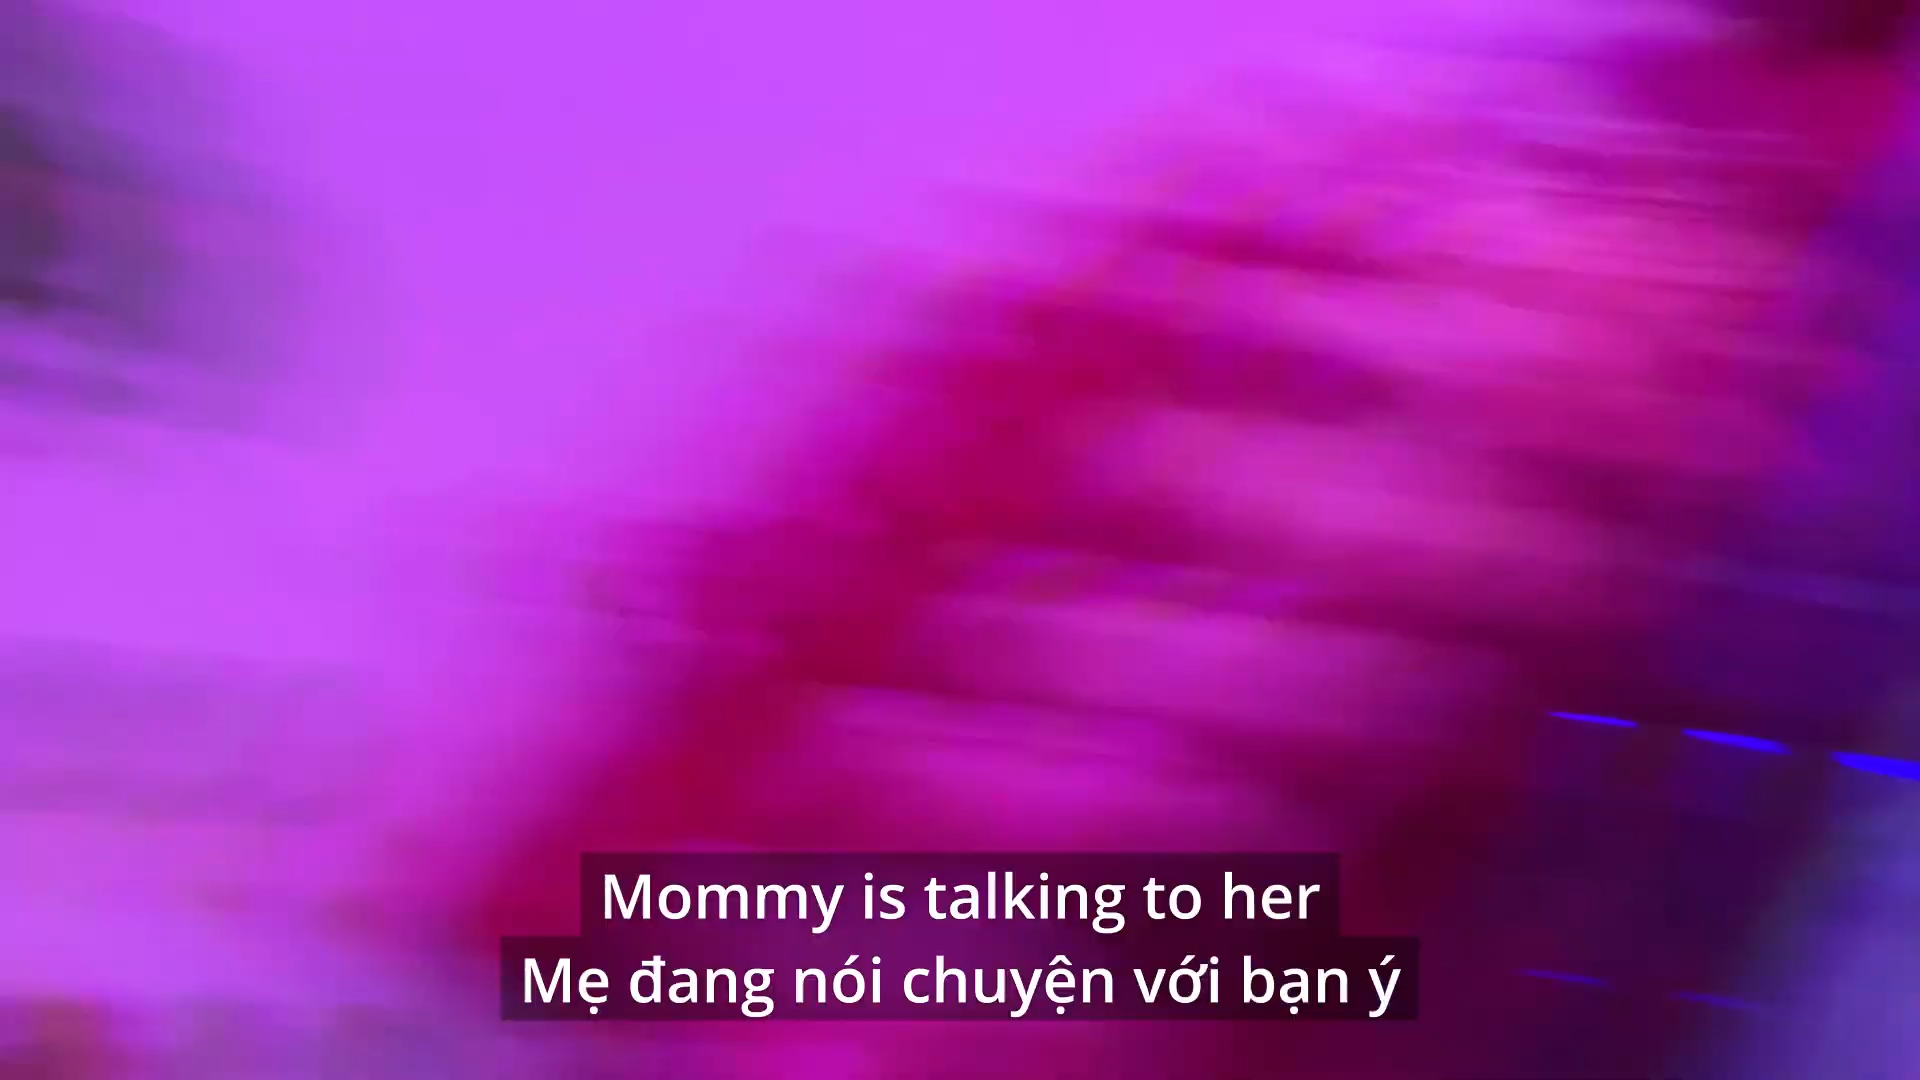 Mommy is talking to her
Mẹ đang nói chuyện với bạn ý